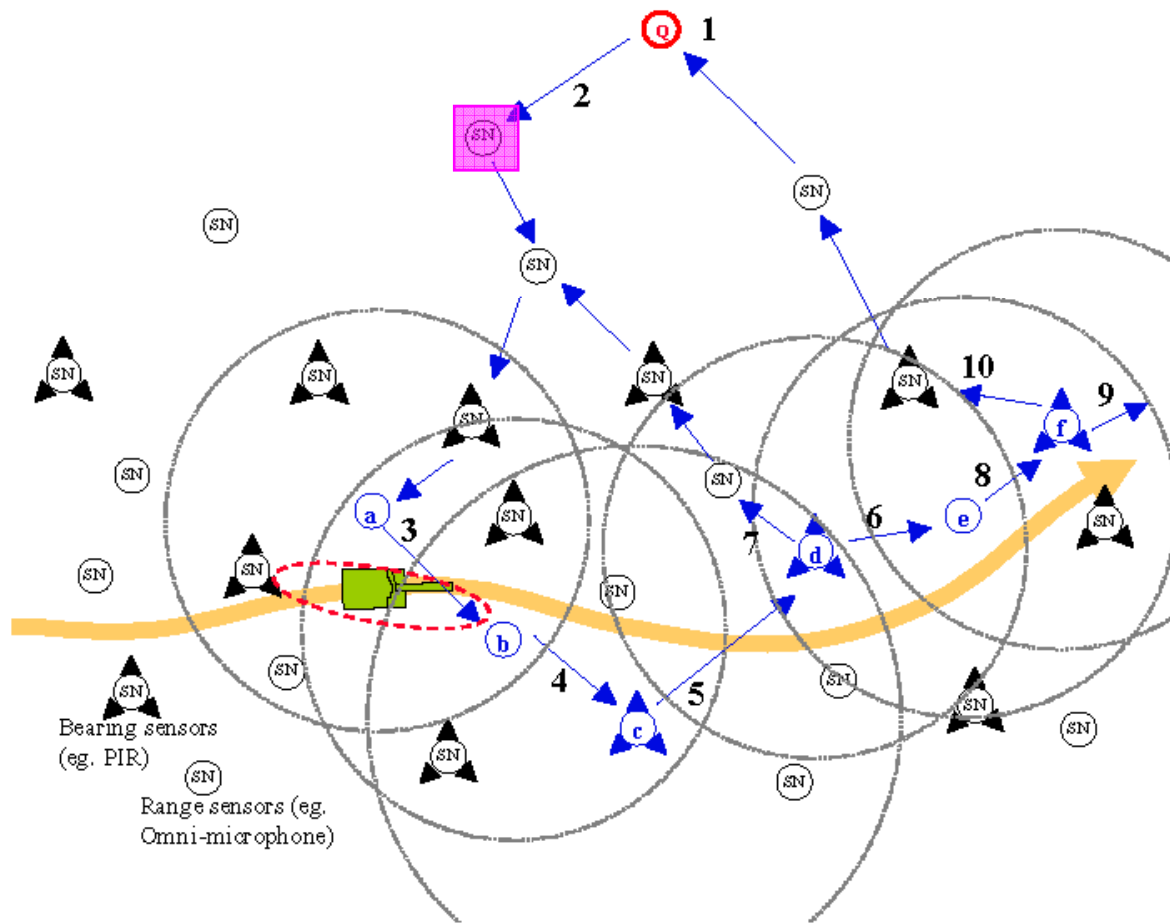 Q 1
2
SN
SN
SN
SN
SN SN SN SN 10
SN f 9
SN SN 8
a SN e SN
3 d 6
SN SN 7
SN
b
SN 4 SN
SN 5 SN
c SN
Bearing sensors
(eg. PIR) SN
SN SN
Range sensors (eg.
Omni-microphone)